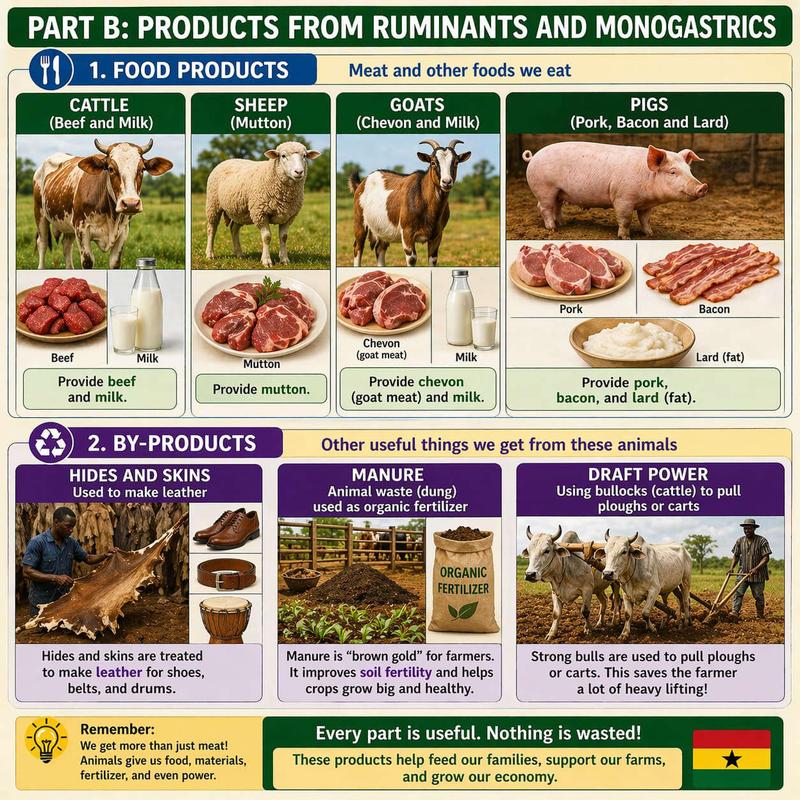 PART B: PRODUCTS FROM RUMINANTS AND MONOGASTRICS
1. FOOD PRODUCTS
Meat and other foods we eat
CATTLE
(Beef and Milk)
Beef
Milk
Provide beef
and milk.
SHEEP
(Mutton)
Mutton
Provide mutton.
GOATS
(Chevon and Milk)
Chevon
(goat meat)
Milk
Provide chevon
(goat meat) and milk.
PIGS
(Pork, Bacon and Lard)
Pork
Bacon
Lard (fat)
Provide pork,
bacon, and lard (fat).
2. BY-PRODUCTS
Other useful things we get from these animals
HIDES AND SKINS
Used to make leather
Hides and skins are treated
to make leather for shoes,
belts, and drums.
MANURE
Animal waste (dung)
used as organic fertilizer
ORGANIC
FERTILIZER
Manure is “brown gold” for farmers.
It improves soil fertility and helps
crops grow big and healthy.
DRAFT POWER
Using bullocks (cattle) to pull
ploughs or carts
Strong bulls are used to pull ploughs
or carts. This saves the farmer
a lot of heavy lifting!
Remember:
We get more than just meat!
Animals give us food, materials,
fertilizer, and even power.
Every part is useful. Nothing is wasted!
These products help feed our families, support our farms,
and grow our economy.